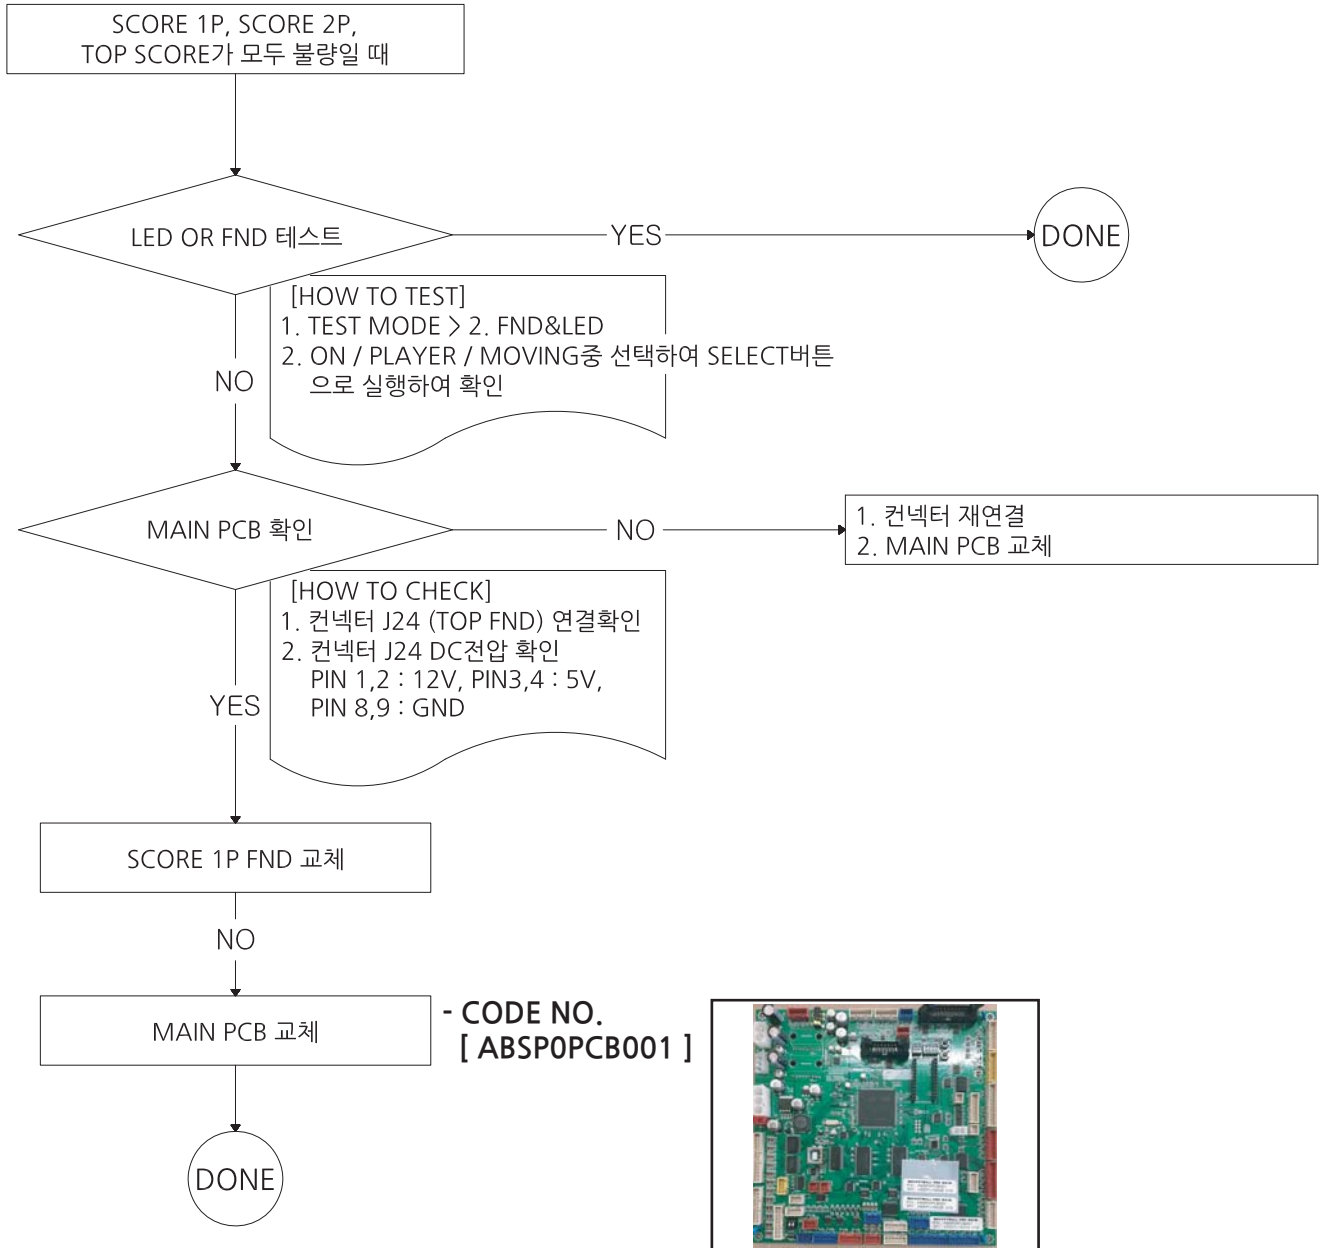 SCORE 1P, SCORE 2P,
TOP SCORE가 모두 불량일 때
LED OR FND 테스트
YES
DONE
[HOW TO TEST]
1. TEST MODE > 2. FND&LED
2. ON / PLAYER / MOVING중 선택하여 SELECT버튼
으로 실행하여 확인
NO
MAIN PCB 확인
NO
1. 컨넥터 재연결
2. MAIN PCB 교체
[HOW TO CHECK]
1. 컨넥터 J24 (TOP FND) 연결확인
2. 컨넥터 J24 DC전압 확인
PIN 1,2 : 12V, PIN3,4 : 5V,
PIN 8,9 : GND
YES
SCORE 1P FND 교체
NO
MAIN PCB 교체
- CODE NO.
[ ABSP0PCB001 ]
DONE